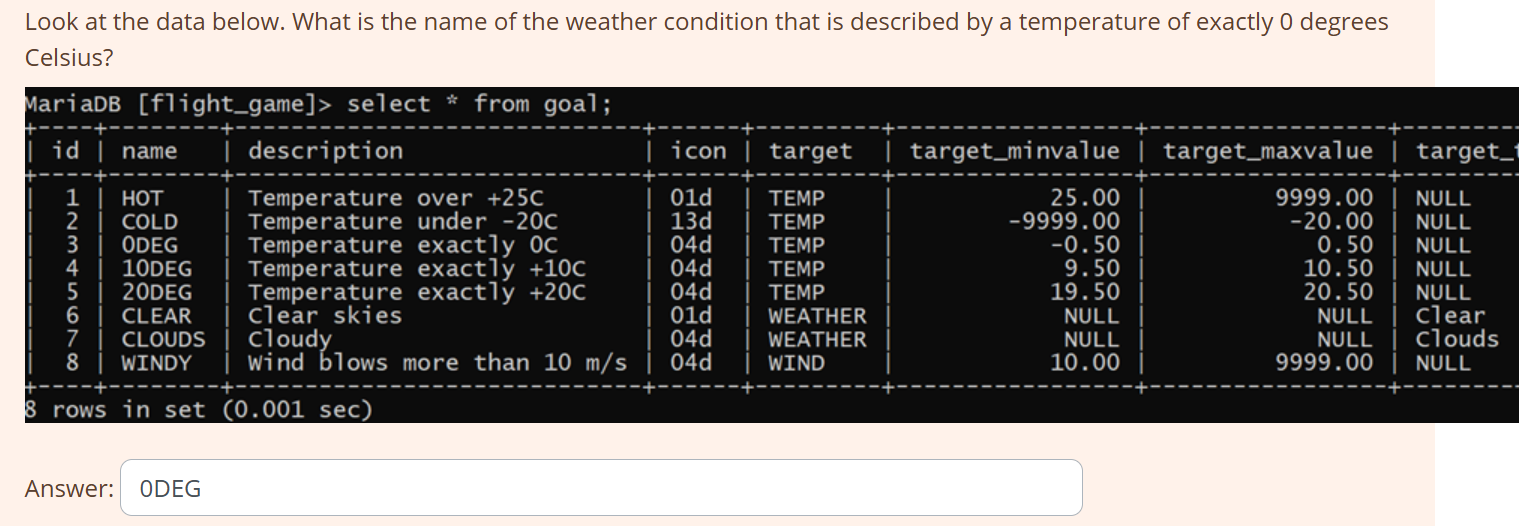 Look at the data below. What is the name of the weather condition that is described by a temperature of exactly 0 degrees
Celsius?
MariaDB [flight_game]> select * from goal;
+----+--------+-----------------------------+------+---------+-----------------+-----------------+--------
| id | name | description | icon | target | target_minvalue | target_maxvalue | target_
+----+--------+-----------------------------+------+---------+-----------------+-----------------+--------
| 1 | HOT | Temperature over +25C | 01d | TEMP | 25.00 | 9999.00 | NULL
| 2 | COLD | Temperature under -20C | 13d | TEMP | -9999.00 | -20.00 | NULL
| 3 | 0DEG | Temperature exactly 0C | 04d | TEMP | -0.50 | 0.50 | NULL
| 4 | 10DEG | Temperature exactly +10C | 04d | TEMP | 9.50 | 10.50 | NULL
| 5 | 20DEG | Temperature exactly +20C | 04d | TEMP | 19.50 | 20.50 | NULL
| 6 | CLEAR | Clear skies | 01d | WEATHER | NULL | NULL | Clear
| 7 | CLOUDS | Cloudy | 04d | WEATHER | NULL | NULL | Clouds
| 8 | WINDY | Wind blows more than 10 m/s | 04d | WIND | 10.00 | 9999.00 | NULL
+----+--------+-----------------------------+------+---------+-----------------+-----------------+--------
8 rows in set (0.001 sec)
Answer: 0DEG